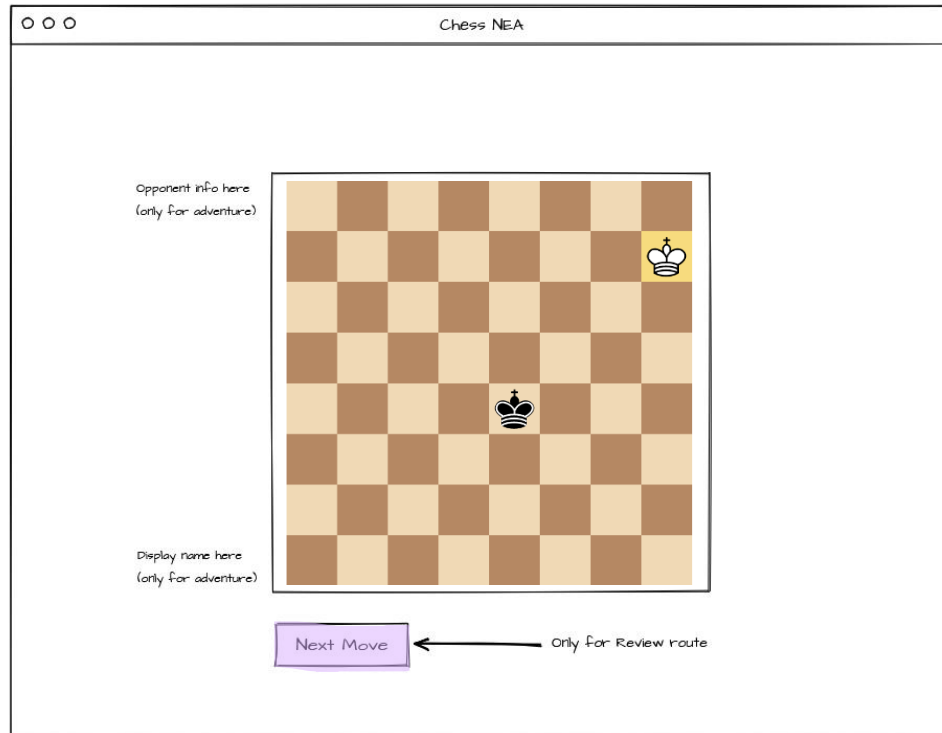 Chess NEA
Opponent info here
(only for adventure)
Display name here
(only for adventure)
Next Move
Only for Review route